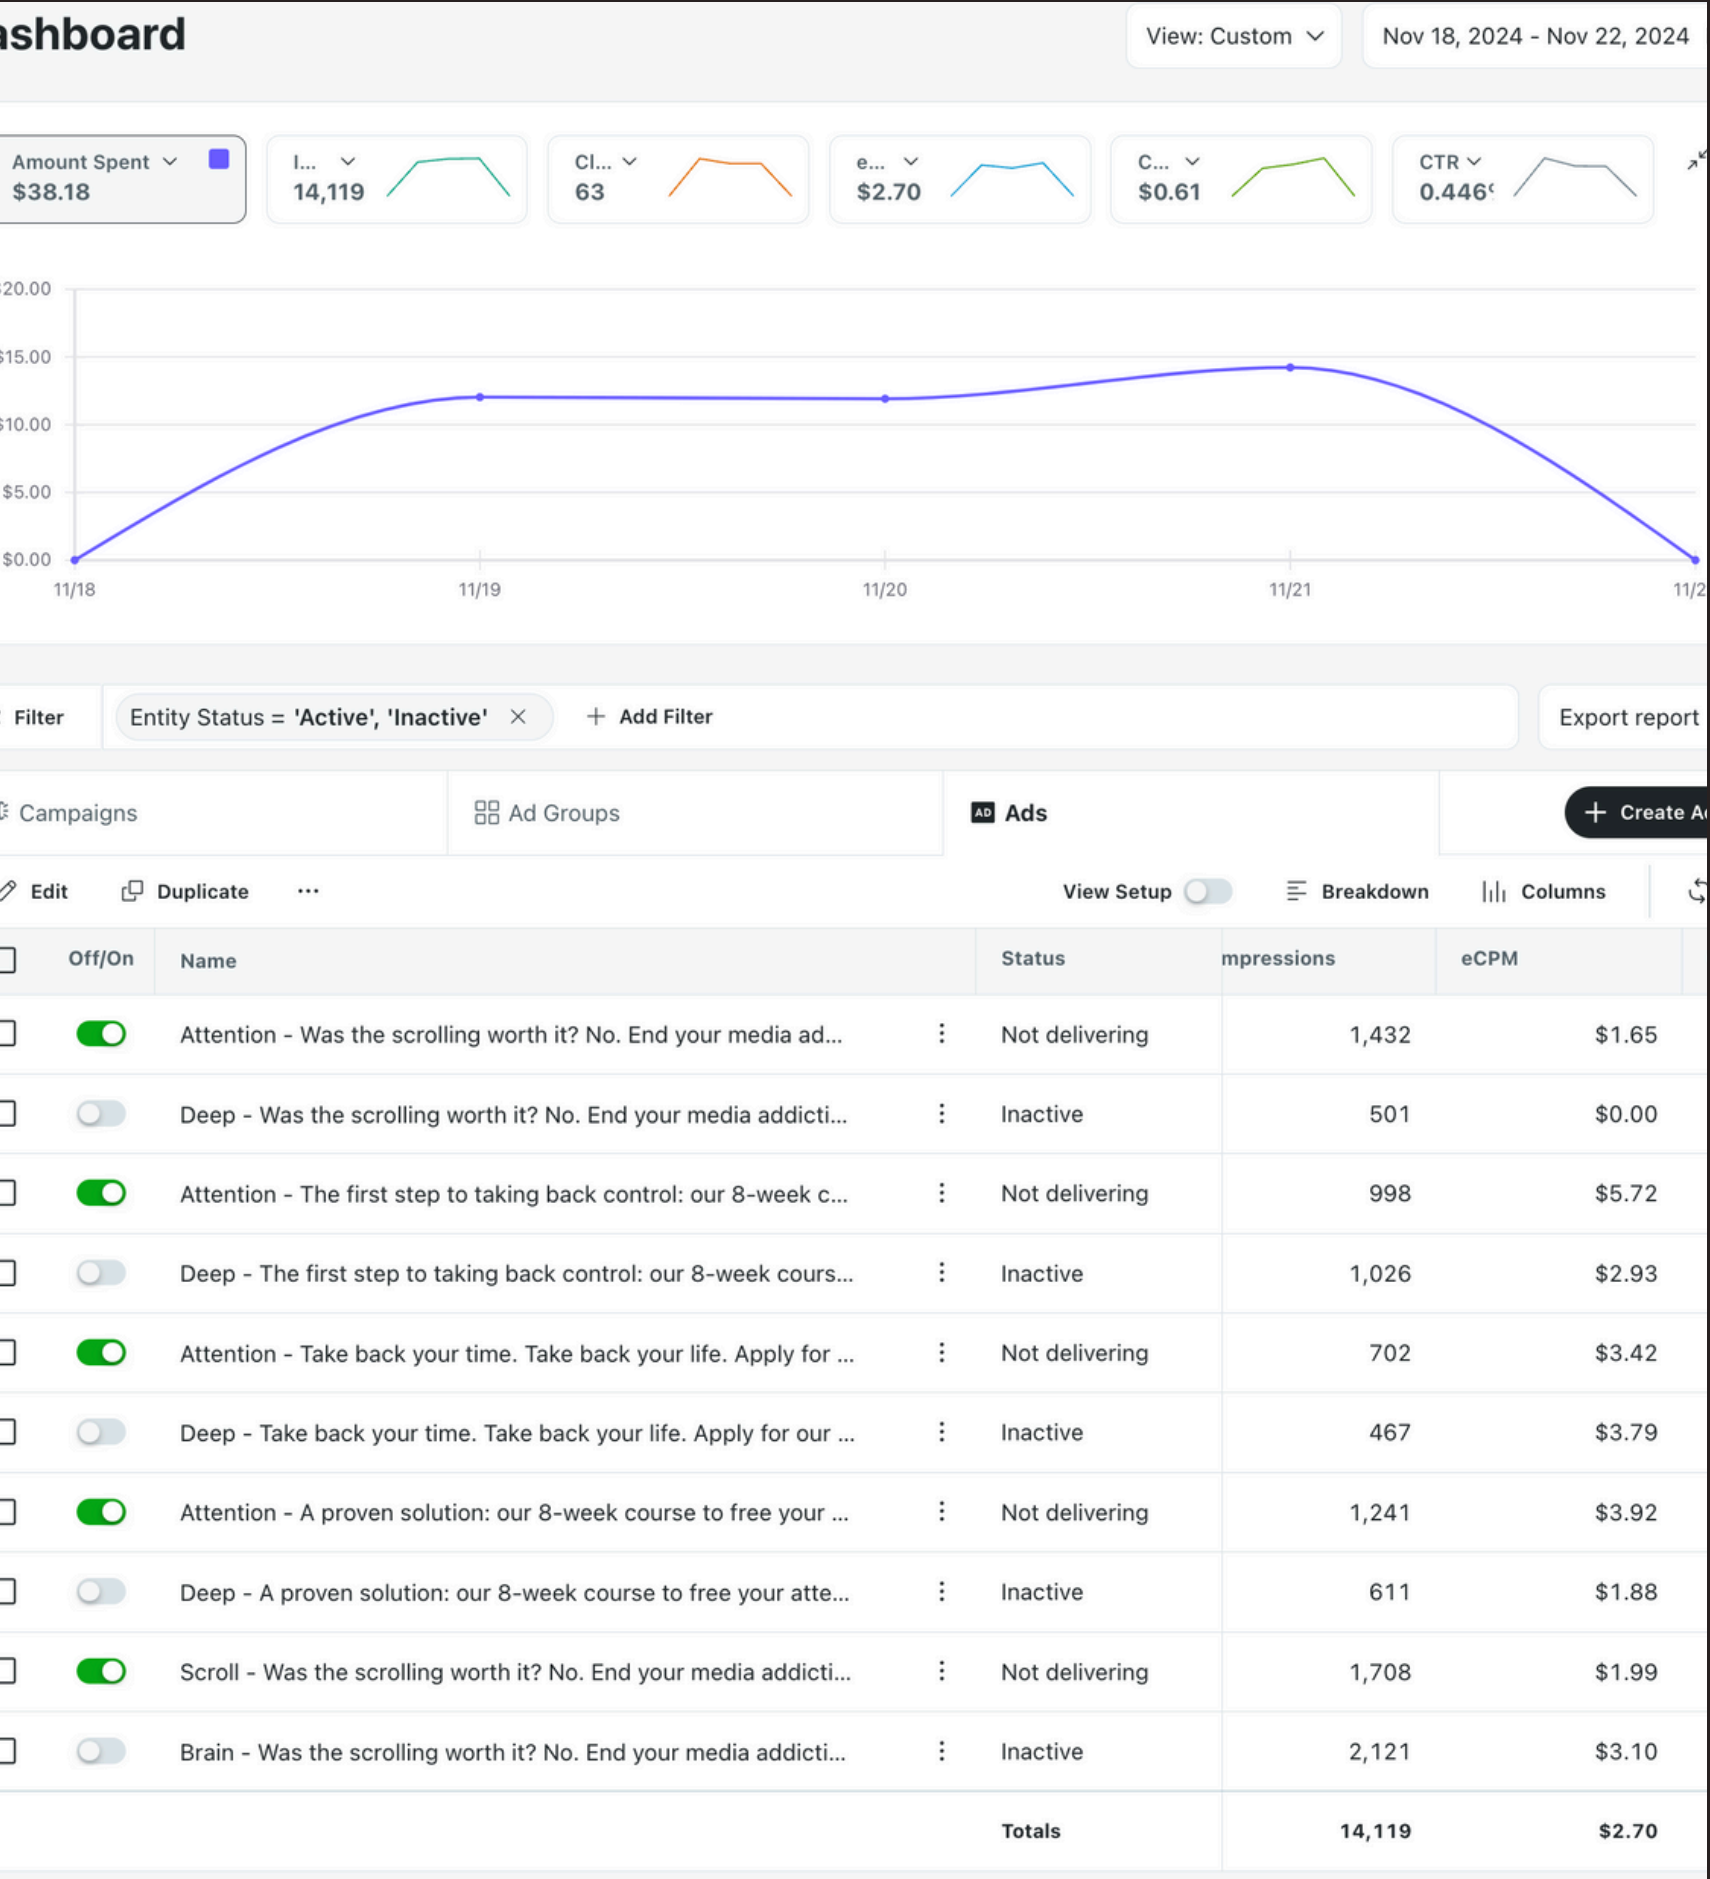 ashboard
View: Custom
Nov 18, 2024 - Nov 22, 2024
Amount Spent
$38.18
I...
14,119
Cl...
63
e...
$2.70
C...
$0.61
CTR
0.446
$20.00
$15.00
$10.00
$5.00
$0.00
11/18
11/19
11/20
11/21
11/2
Filter
Entity Status = 'Active', 'Inactive'
Add Filter
Export report
Campaigns
Ad Groups
AD Ads
Create A
Edit
Duplicate
...
View Setup
Breakdown
Columns
Off/On Name Status mpressions eCPM
Attention - Was the scrolling worth it? No. End your media ad... Not delivering 1,432 $1.65
Deep - Was the scrolling worth it? No. End your media addicti... Inactive 501 $0.00
Attention - The first step to taking back control: our 8-week c... Not delivering 998 $5.72
Deep - The first step to taking back control: our 8-week cours... Inactive 1,026 $2.93
Attention - Take back your time. Take back your life. Apply for ... Not delivering 702 $3.42
Deep - Take back your time. Take back your life. Apply for our ... Inactive 467 $3.79
Attention - A proven solution: our 8-week course to free your ... Not delivering 1,241 $3.92
Deep - A proven solution: our 8-week course to free your atte... Inactive 611 $1.88
Scroll - Was the scrolling worth it? No. End your media addicti... Not delivering 1,708 $1.99
Brain - Was the scrolling worth it? No. End your media addicti... Inactive 2,121 $3.10
Totals 14,119 $2.70